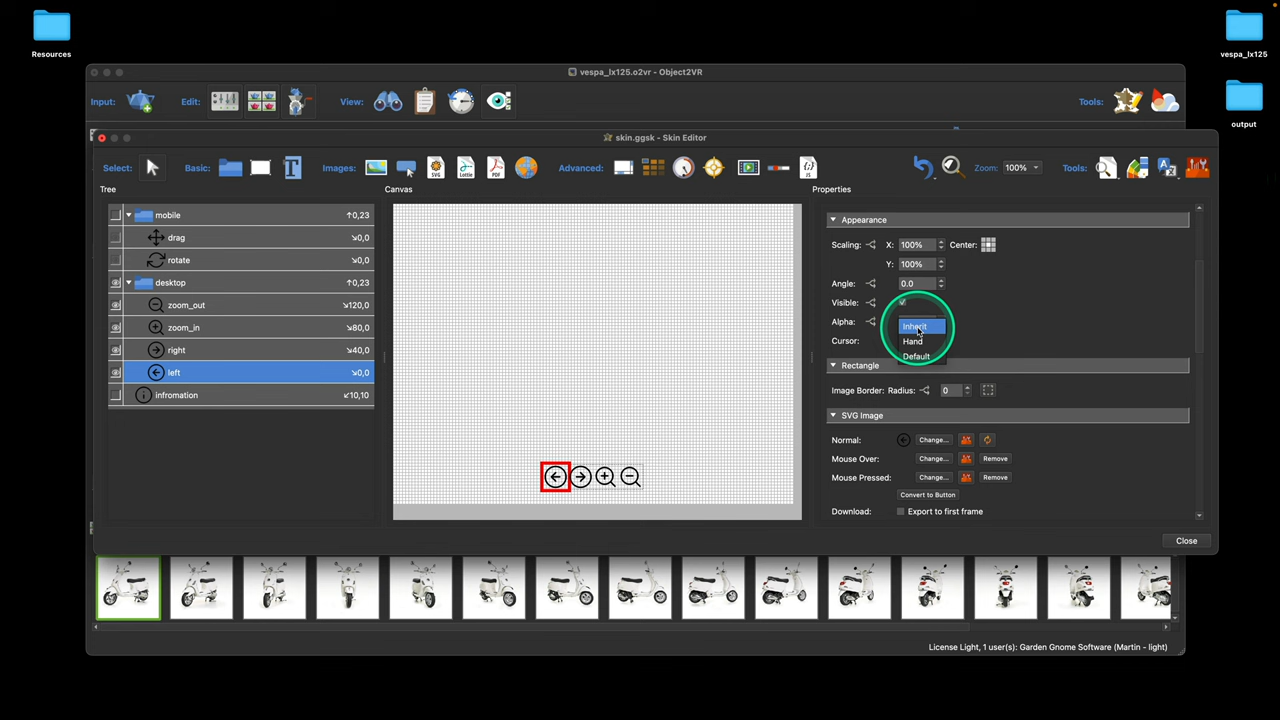 Resources
vespa_lx125
output
vespa_lx125.o2vr - Object2VR
Input:
Edit:
View:
Tools:
skin.ggsk - Skin Editor
Select:
Basic:
Images:
SVG
Lottie
PDF
Advanced:
JS
Zoom: 100%
Tools:
Tree
Canvas
Properties
mobile ↑0,23
drag ↘0,0
rotate ↘0,0
desktop ↑0,23
zoom_out ↘120,0
zoom_in ↘80,0
right ↘40,0
left ↘0,0
infromation ↙10,10
Appearance
Scaling: X: 100% Center:
Y: 100%
Angle: 0.0
Visible:
Alpha:
Cursor:
Inherit
Hand
Default
Rectangle
Image Border: Radius: 0
SVG Image
Normal: Change...
Mouse Over: Change... Remove
Mouse Pressed: Change... Remove
Convert to Button
Download: Export to first frame
Close
License Light, 1 user(s): Garden Gnome Software (Martin - light)